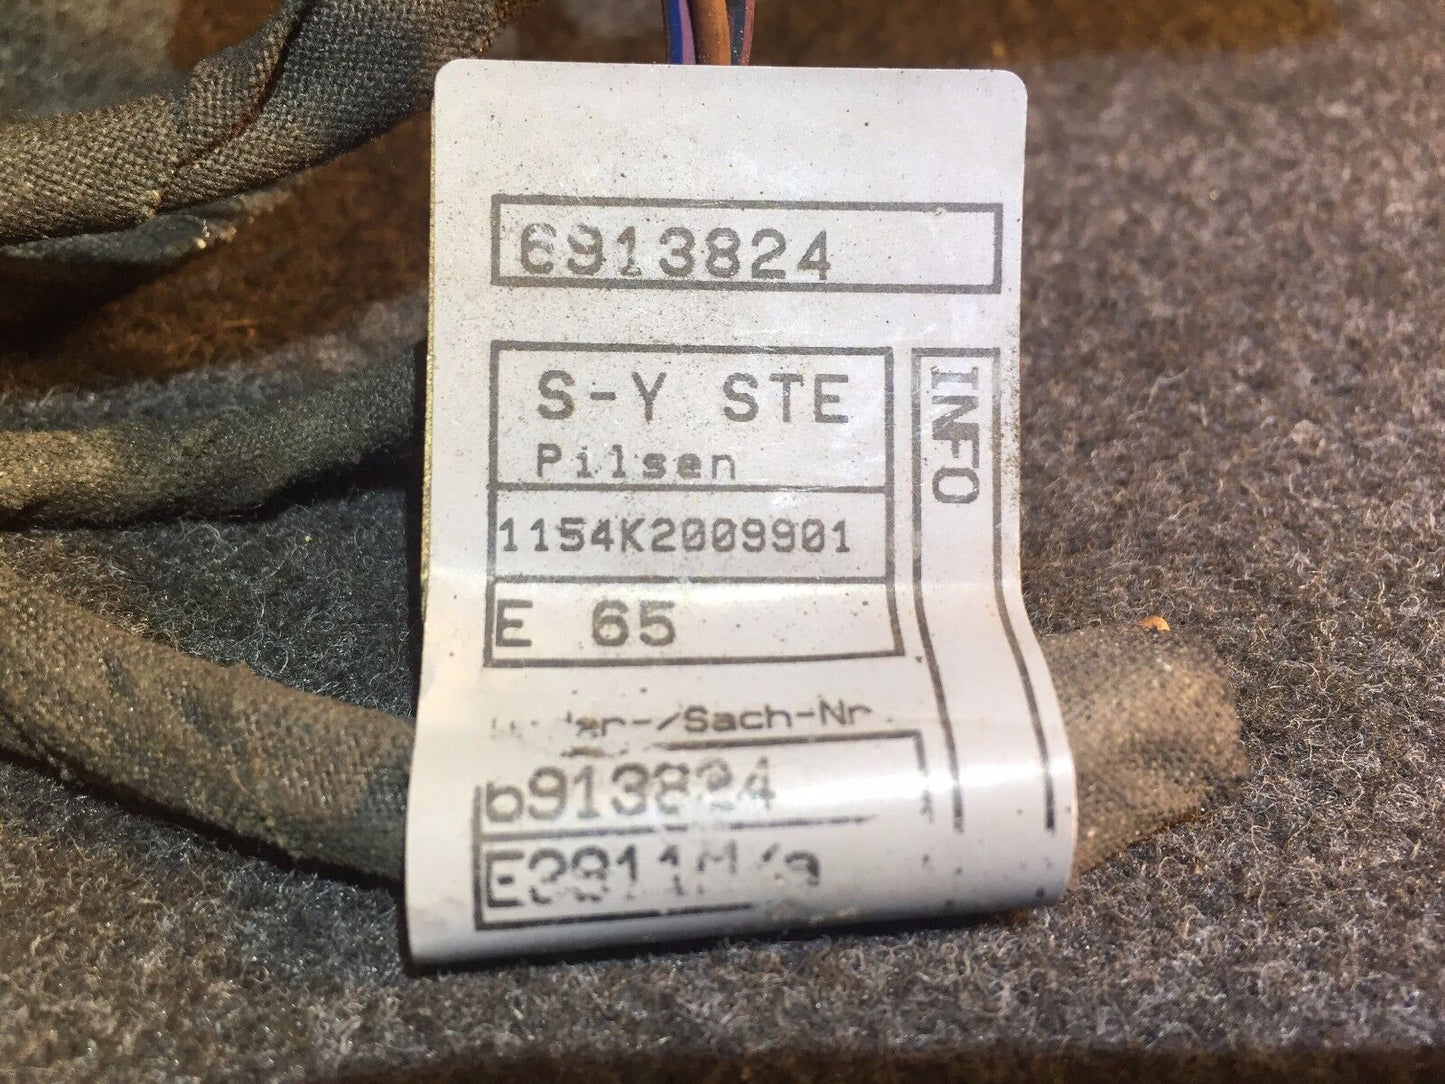 6913824
S-Y STE
Pilsen
1154K2009901
E 65
INFO
6913824